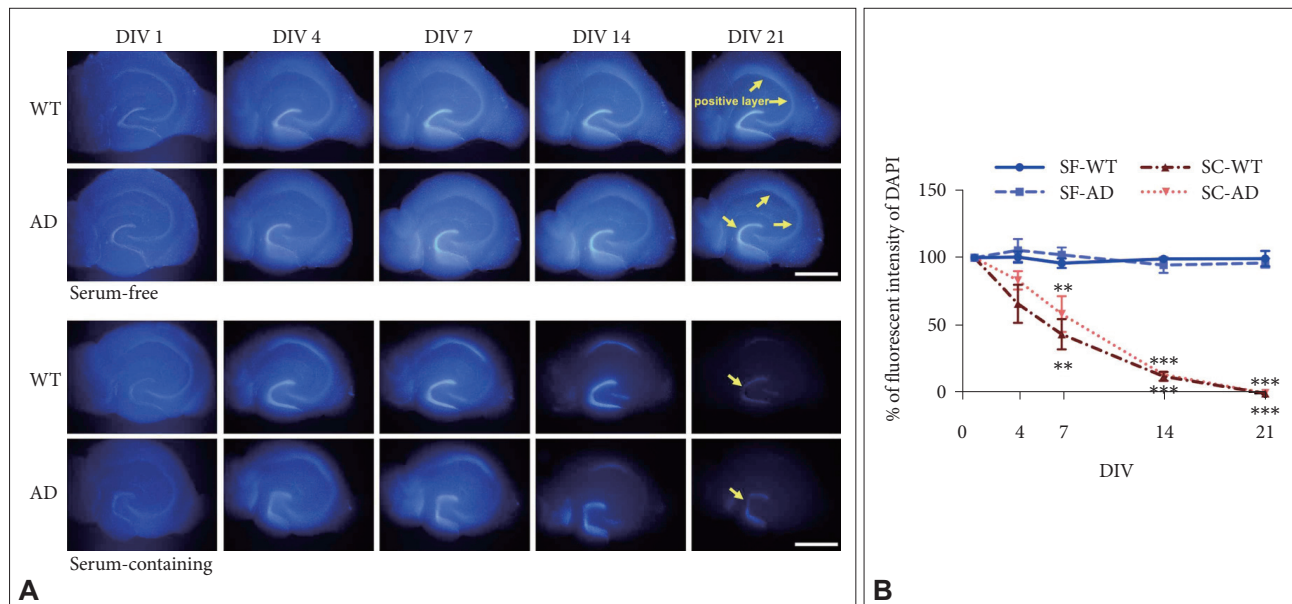 DIV 1 DIV 4 DIV 7 DIV 14 DIV 21
WT
positive layer
AD
Serum-free
WT
AD
Serum-containing
A
SF-WT SC-WT
SF-AD SC-AD
% of fluorescent intensity of DAPI
150
100
50
0
**
**
***
***
***
***
0 4 7 14 21
DIV
B